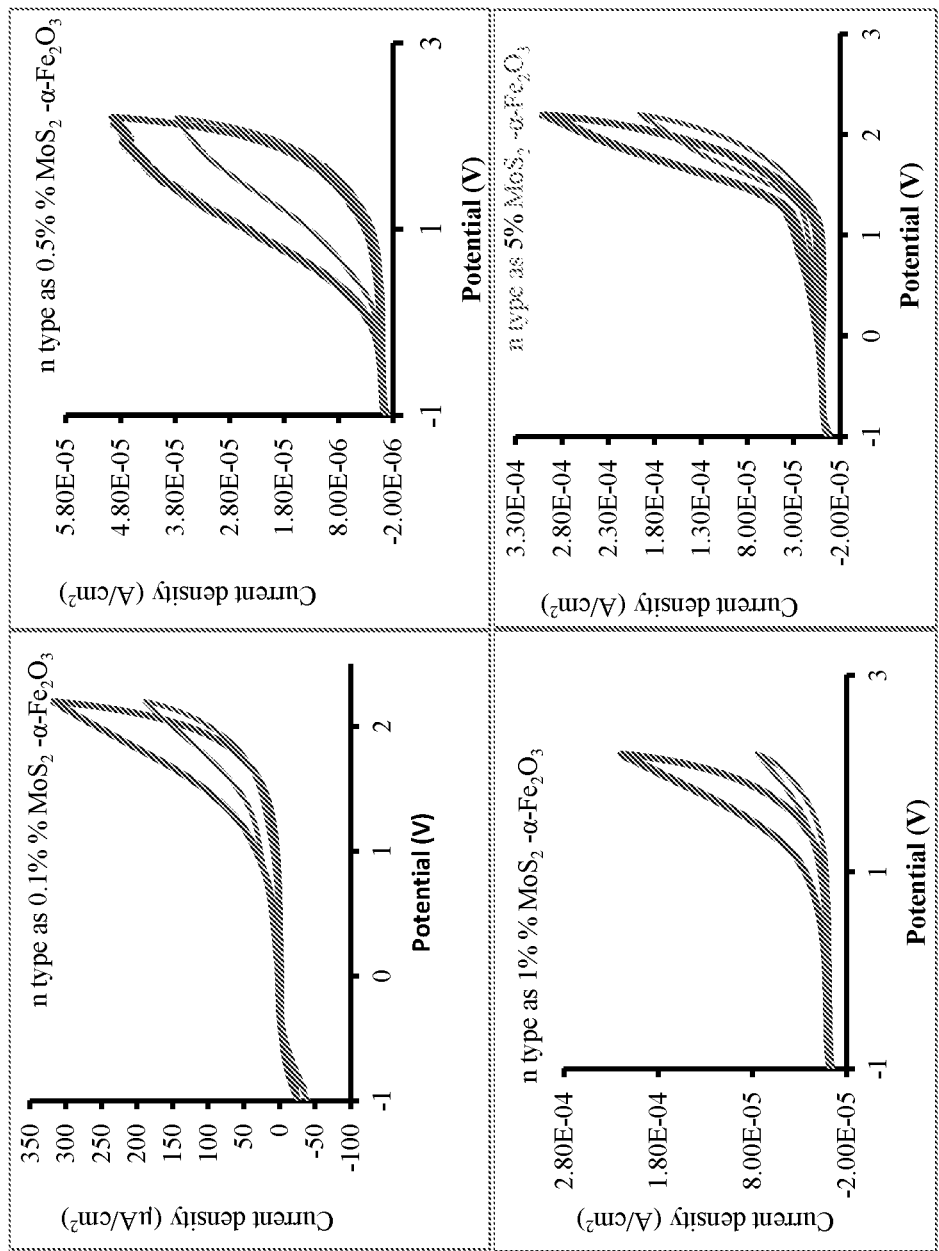 n type as 0.1% % MoS₂ -α-Fe₂O₃
Current density (μA/cm²)
350
300
250
200
150
100
50
0
-50
-100
-1
0
1
2
Potential (V)
n type as 0.5% % MoS₂ -α-Fe₂O₃
Current density (A/cm²)
5.80E-05
4.80E-05
3.80E-05
2.80E-05
1.80E-05
8.00E-06
-2.00E-06
-1
1
3
Potential (V)
n type as 1% % MoS₂ -α-Fe₂O₃
Current density (A/cm²)
2.80E-04
1.80E-04
8.00E-05
-2.00E-05
-1
1
3
Potential (V)
n type as 5% MoS₂ -α-Fe₂O₃
Current density (A/cm²)
3.30E-04
2.80E-04
2.30E-04
1.80E-04
1.30E-04
8.00E-05
3.00E-05
-2.00E-05
-1
0
1
2
3
Potential (V)